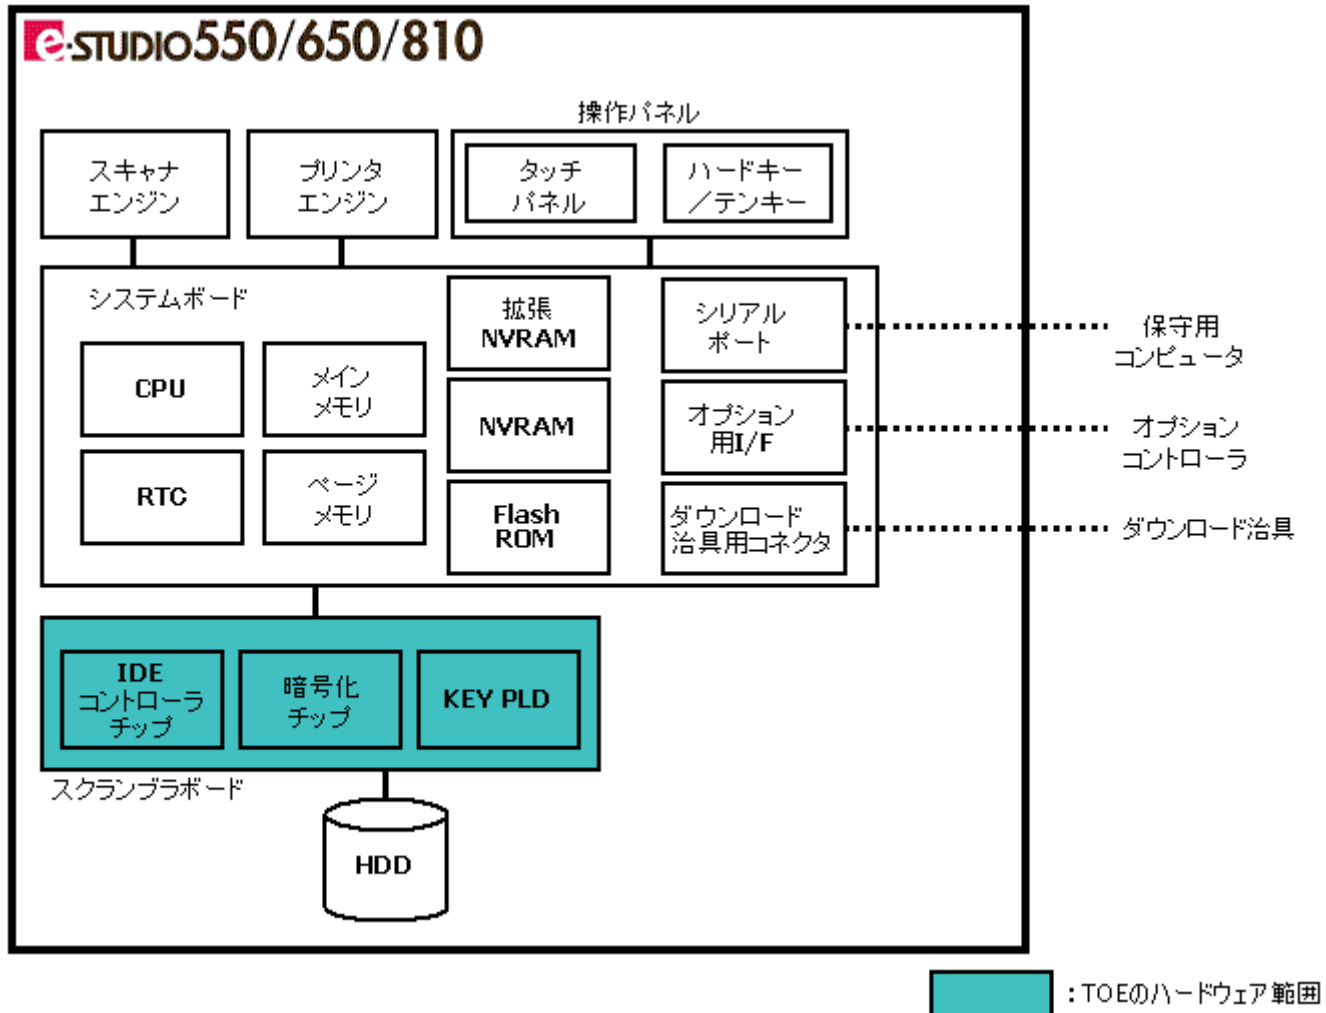 e-STUDIO550/650/810
操作パネル
スキャナ
エンジン
プリンタ
エンジン
タッチ
パネル
ハードキー
／テンキー
システムボード
CPU
メイン
メモリ
RTC
ページ
メモリ
拡張
NVRAM
NVRAM
Flash
ROM
シリアル
ポート
オプション
用I/F
ダウンロード
治具用コネクタ
保守用
コンピュータ
オプション
コントローラ
ダウンロード治具
IDE
コントローラ
チップ
暗号化
チップ
KEY PLD
スクランブラボード
HDD
：TOEのハードウェア範囲